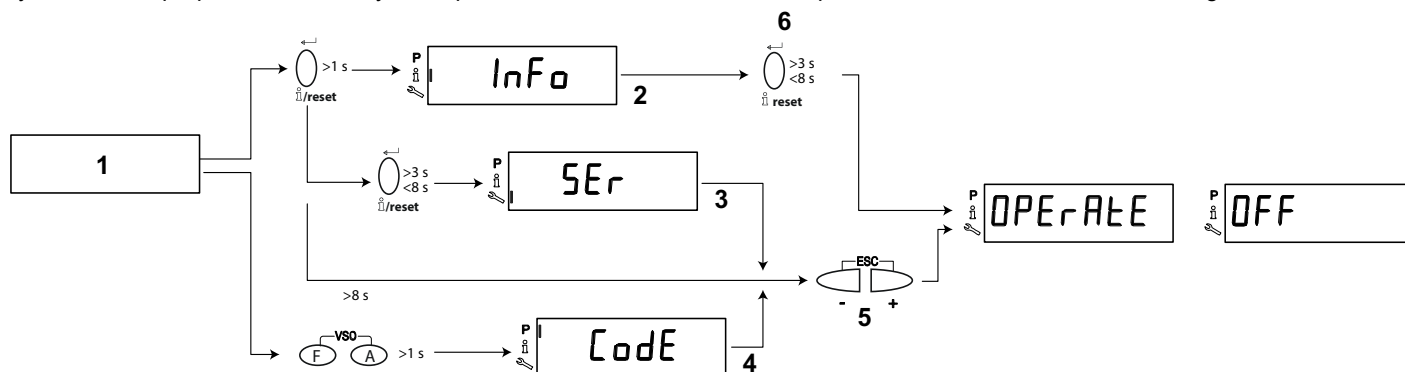 6
>1 s
i/reset
P
i
InFo
2
>3 s
<8 s
i reset
1
>3 s
<8 s
i/reset
P
i
SEr
3
P
i
OPErAtE
P
i
OFF
>8 s
ESC
- +
5
VSO
F A
>1 s
P
i
CodE
4